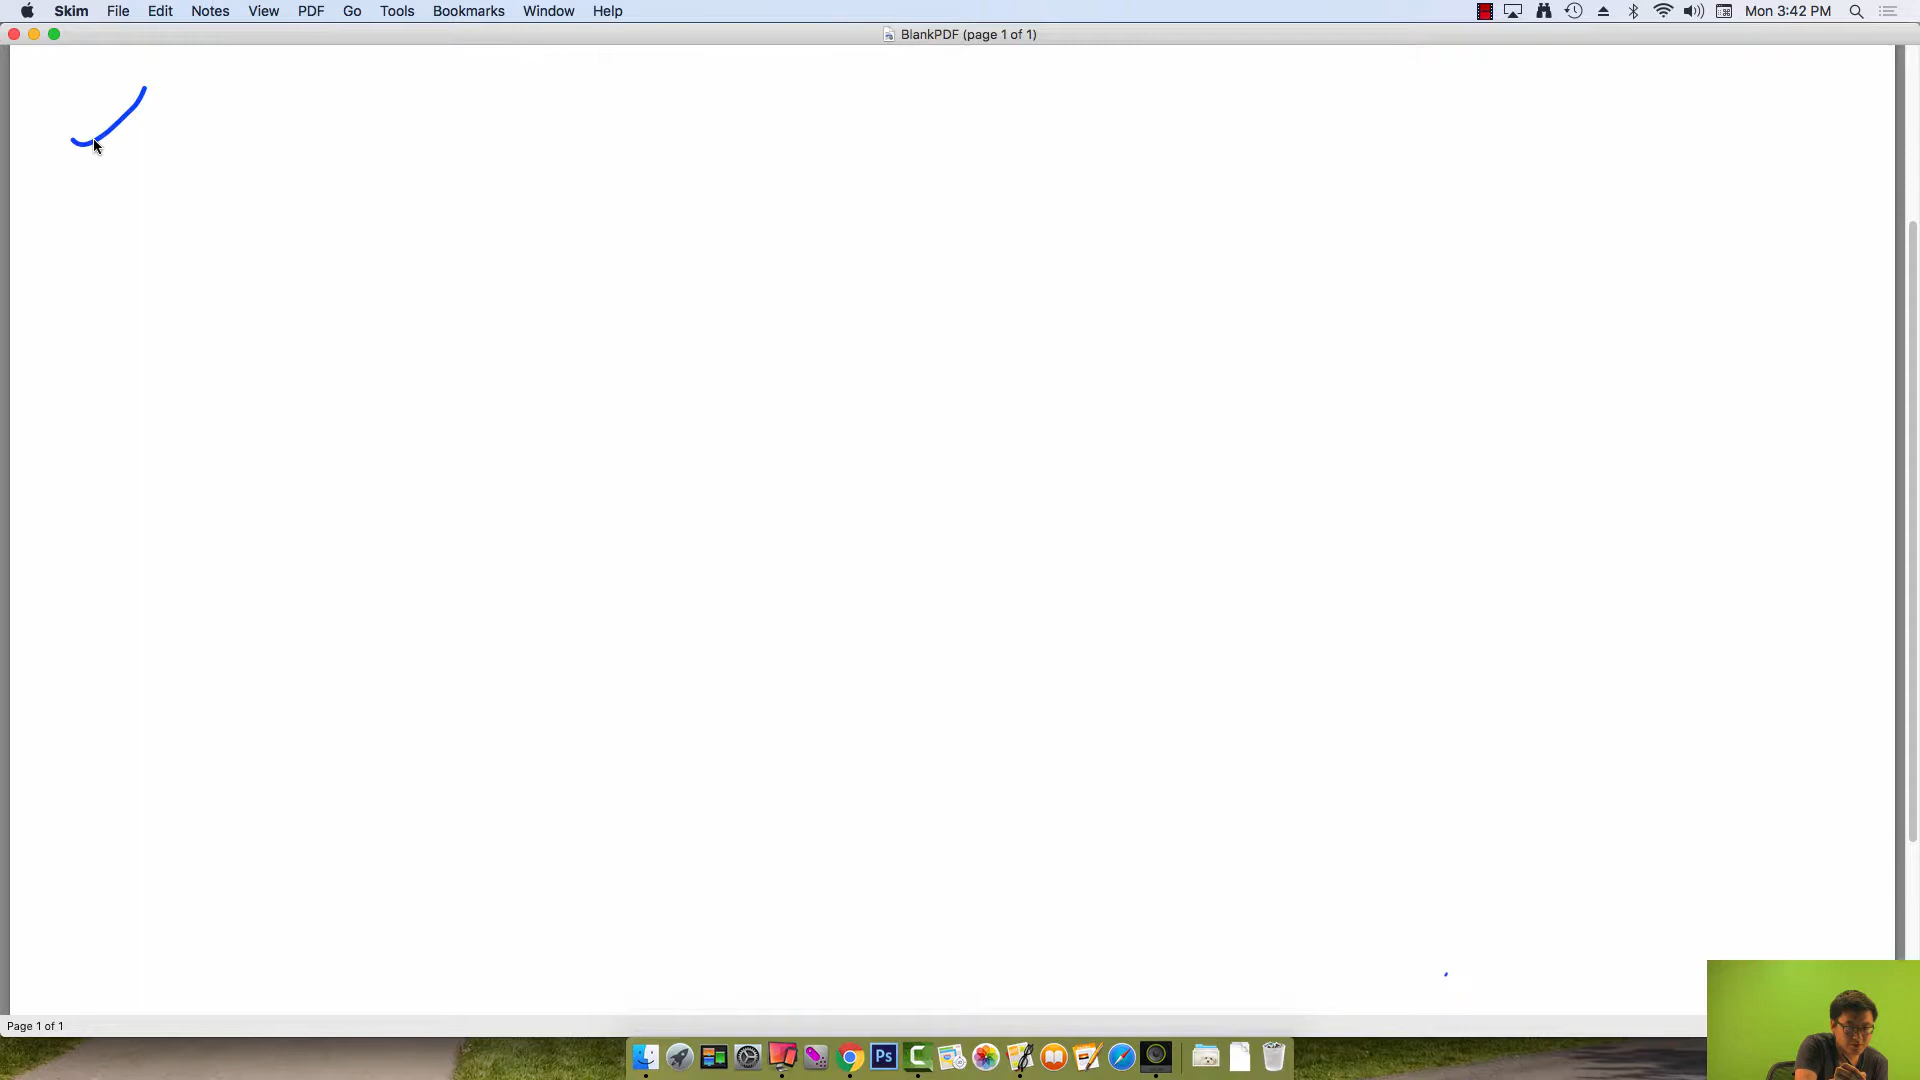 Skim File Edit Notes View PDF Go Tools Bookmarks Window Help Mon 3:42 PM
BlankPDF (page 1 of 1)
Page 1 of 1
Ps